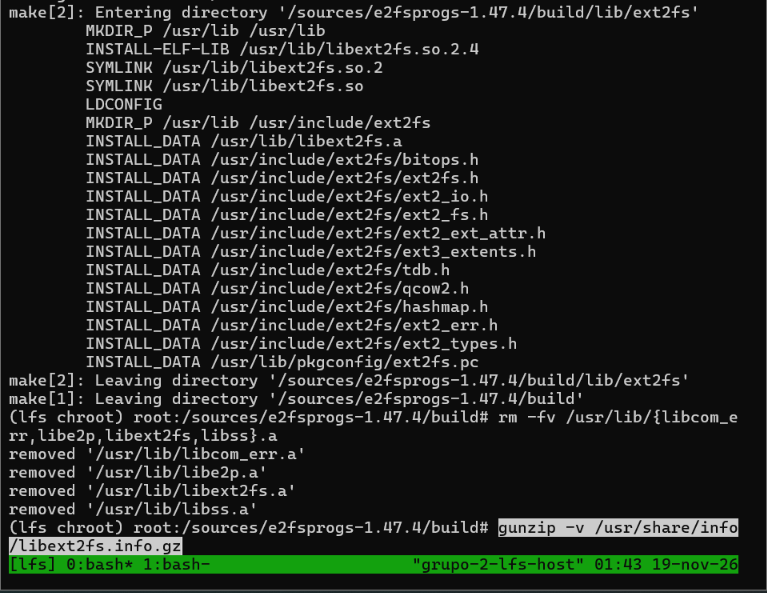 make[2]: Entering directory '/sources/e2fsprogs-1.47.4/build/lib/ext2fs'
MKDIR_P /usr/lib /usr/lib
INSTALL-ELF-LIB /usr/lib/libext2fs.so.2.4
SYMLINK /usr/lib/libext2fs.so.2
SYMLINK /usr/lib/libext2fs.so
LDCONFIG
MKDIR_P /usr/lib /usr/include/ext2fs
INSTALL_DATA /usr/lib/libext2fs.a
INSTALL_DATA /usr/include/ext2fs/bitops.h
INSTALL_DATA /usr/include/ext2fs/ext2fs.h
INSTALL_DATA /usr/include/ext2fs/ext2_io.h
INSTALL_DATA /usr/include/ext2fs/ext2_fs.h
INSTALL_DATA /usr/include/ext2fs/ext2_ext_attr.h
INSTALL_DATA /usr/include/ext2fs/ext3_extents.h
INSTALL_DATA /usr/include/ext2fs/tdb.h
INSTALL_DATA /usr/include/ext2fs/qcow2.h
INSTALL_DATA /usr/include/ext2fs/hashmap.h
INSTALL_DATA /usr/include/ext2fs/ext2_err.h
INSTALL_DATA /usr/include/ext2fs/ext2_types.h
INSTALL_DATA /usr/lib/pkgconfig/ext2fs.pc
make[2]: Leaving directory '/sources/e2fsprogs-1.47.4/build/lib/ext2fs'
make[1]: Leaving directory '/sources/e2fsprogs-1.47.4/build'
(lfs chroot) root:/sources/e2fsprogs-1.47.4/build# rm -fv /usr/lib/{libcom_e
rr,libe2p,libext2fs,libss}.a
removed '/usr/lib/libcom_err.a'
removed '/usr/lib/libe2p.a'
removed '/usr/lib/libext2fs.a'
removed '/usr/lib/libss.a'
(lfs chroot) root:/sources/e2fsprogs-1.47.4/build# gunzip -v /usr/share/info
/libext2fs.info.gz
[lfs] 0:bash* 1:bash- "grupo-2-lfs-host" 01:43 19-nov-26